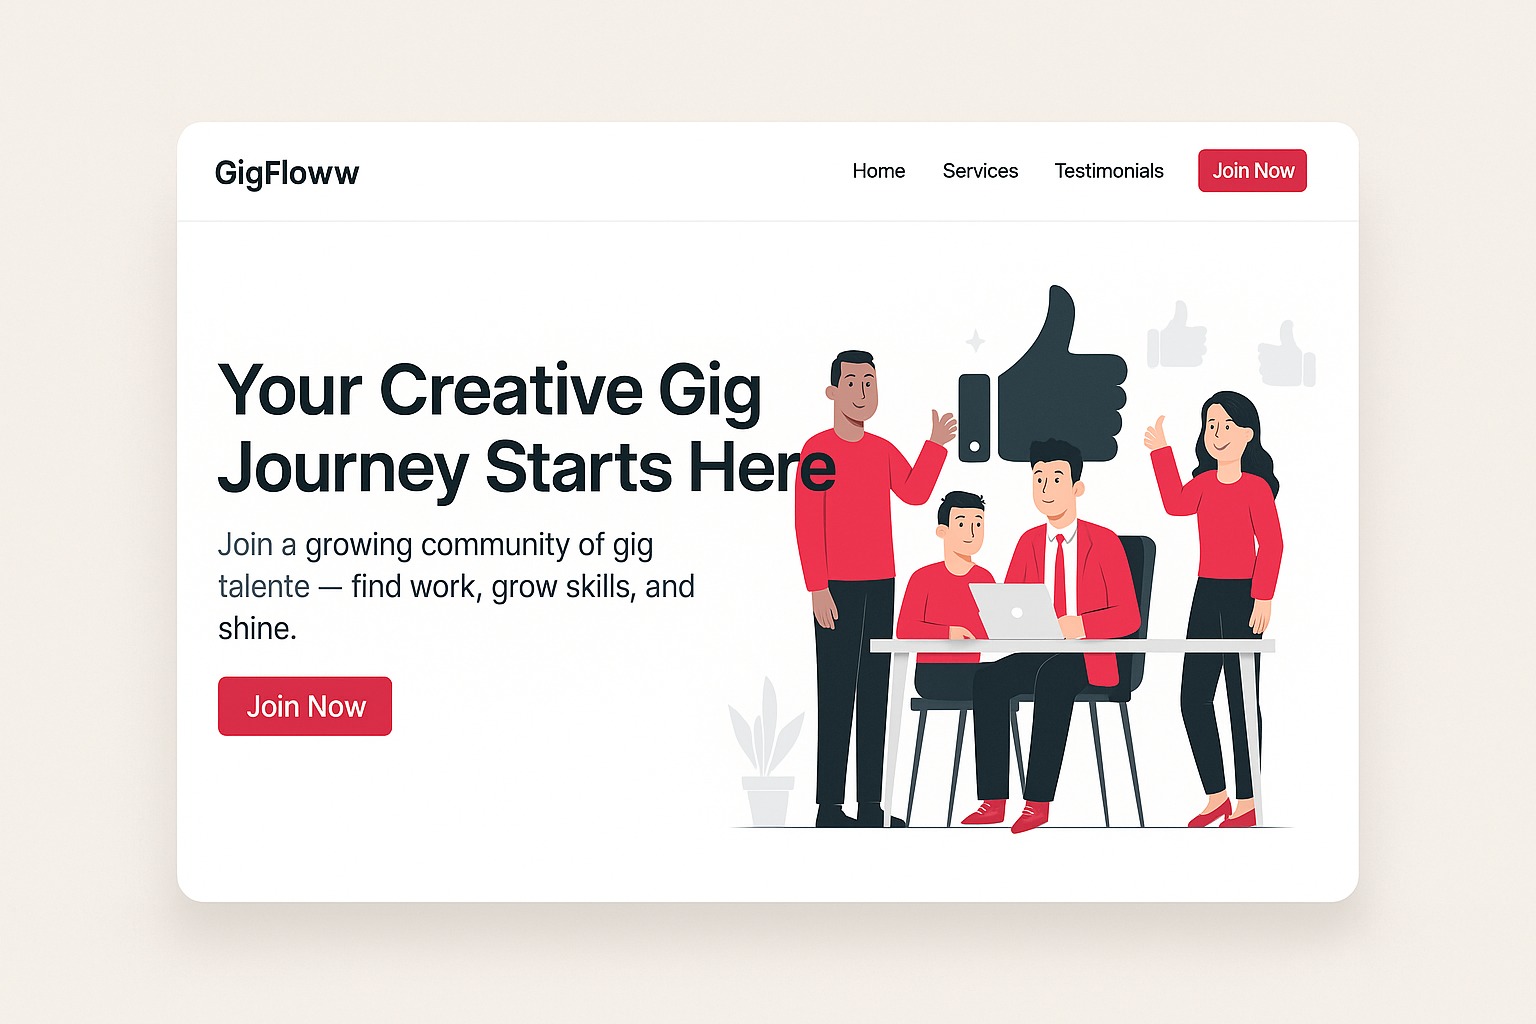 GigFloww
Home Services Testimonials Join Now
Your Creative Gig
Journey Starts Here
Join a growing community of gig
talente — find work, grow skills, and
shine.
Join Now